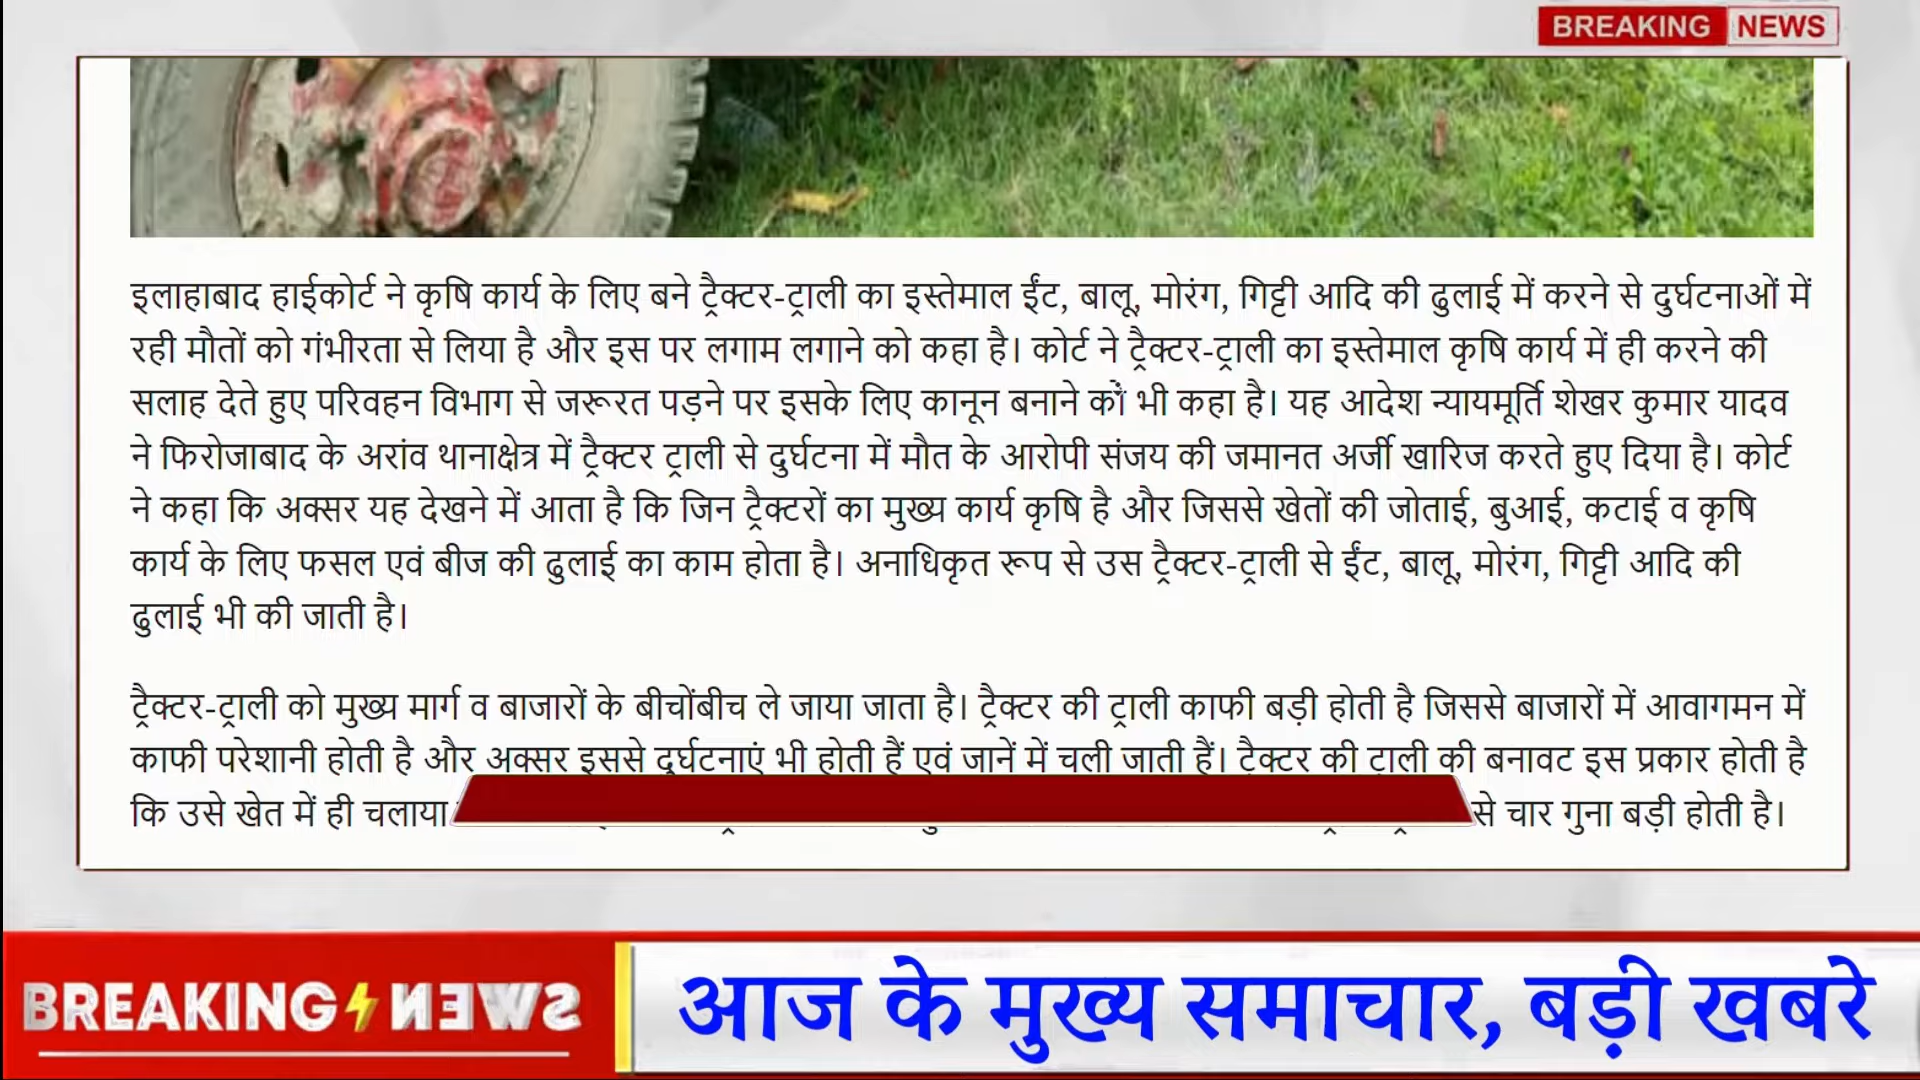 BREAKING NEWS
इलाहाबाद हाईकोर्ट ने कृषि कार्य के लिए बने ट्रैक्टर-ट्राली का इस्तेमाल ईंट, बालू, मोरंग, गिट्टी आदि की ढुलाई में करने से दुर्घटनाओं में
रही मौतों को गंभीरता से लिया है और इस पर लगाम लगाने को कहा है। कोर्ट ने ट्रैक्टर-ट्राली का इस्तेमाल कृषि कार्य में ही करने की
सलाह देते हुए परिवहन विभाग से जरूरत पड़ने पर इसके लिए कानून बनाने को भी कहा है। यह आदेश न्यायमूर्ति शेखर कुमार यादव
ने फिरोजाबाद के अरांव थानाक्षेत्र में ट्रैक्टर ट्राली से दुर्घटना में मौत के आरोपी संजय की जमानत अर्जी खारिज करते हुए दिया है। कोर्ट
ने कहा कि अक्सर यह देखने में आता है कि जिन ट्रैक्टरों का मुख्य कार्य कृषि है और जिससे खेतों की जोताई, बुआई, कटाई व कृषि
कार्य के लिए फसल एवं बीज की ढुलाई का काम होता है। अनाधिकृत रूप से उस ट्रैक्टर-ट्राली से ईंट, बालू, मोरंग, गिट्टी आदि की
ढुलाई भी की जाती है।
ट्रैक्टर-ट्राली को मुख्य मार्ग व बाजारों के बीचोंबीच ले जाया जाता है। ट्रैक्टर की ट्राली काफी बड़ी होती है जिससे बाजारों में आवागमन में
काफी परेशानी होती है और अक्सर इससे दुर्घटनाएं भी होती हैं एवं जानें में चली जाती हैं। ट्रैक्टर की ट्राली की बनावट इस प्रकार होती है
कि उसे खेत में ही चलाया से चार गुना बड़ी होती है।
BREAKING NEWS
आज के मुख्य समाचार, बड़ी खबरे